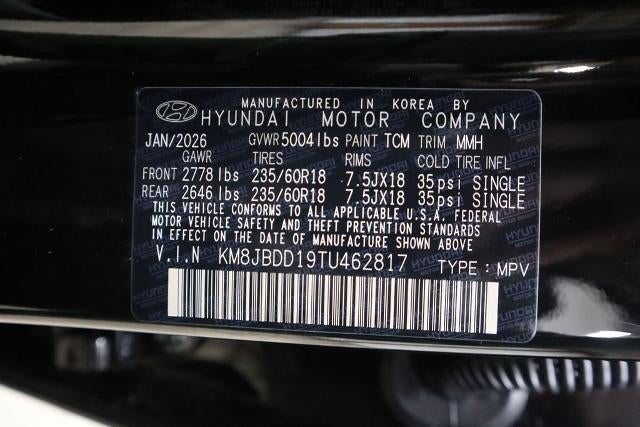 MANUFACTURED IN KOREA BY
HYUNDAI MOTOR COMPANY
JAN/2026 GVWR 5004lbs PAINT TCM TRIM MMH
GAWR TIRES RIMS COLD TIRE INFL
FRONT 2778lbs 235/60R18 7.5JX18 35psi SINGLE
REAR 2646lbs 235/60R18 7.5JX18 35psi SINGLE
THIS VEHICLE CONFORMS TO ALL APPLICABLE U.S.A. FEDERAL
MOTOR VEHICLE SAFETY AND THEFT PREVENTION STANDARDS
IN EFFECT ON THE DATE OF MANUFACTURE SHOWN ABOVE
V.I.N KM8JBDD19TU462817 TYPE: MPV